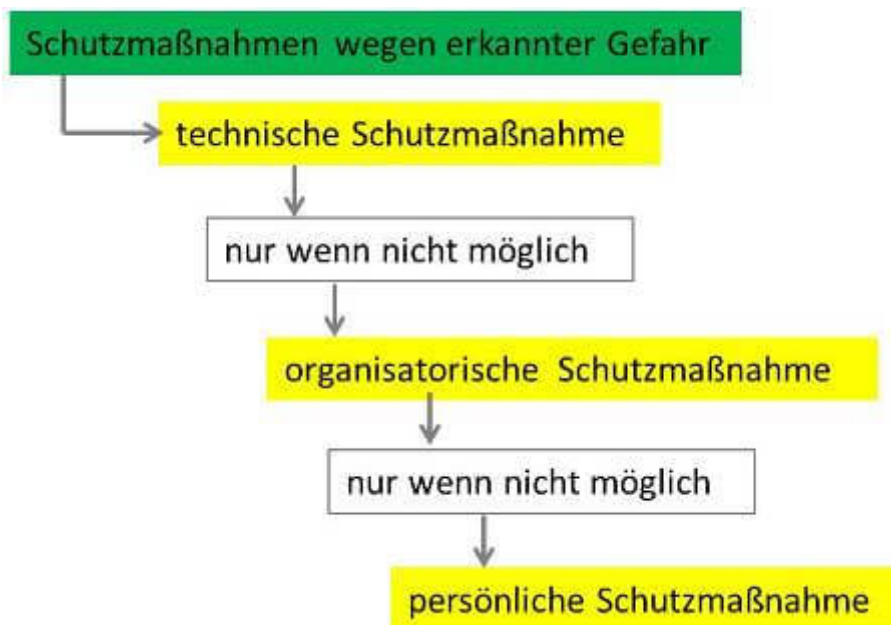 Schutzmaßnahmen wegen erkannter Gefahr
technische Schutzmaßnahme
nur wenn nicht möglich
organisatorische Schutzmaßnahme
nur wenn nicht möglich
persönliche Schutzmaßnahme